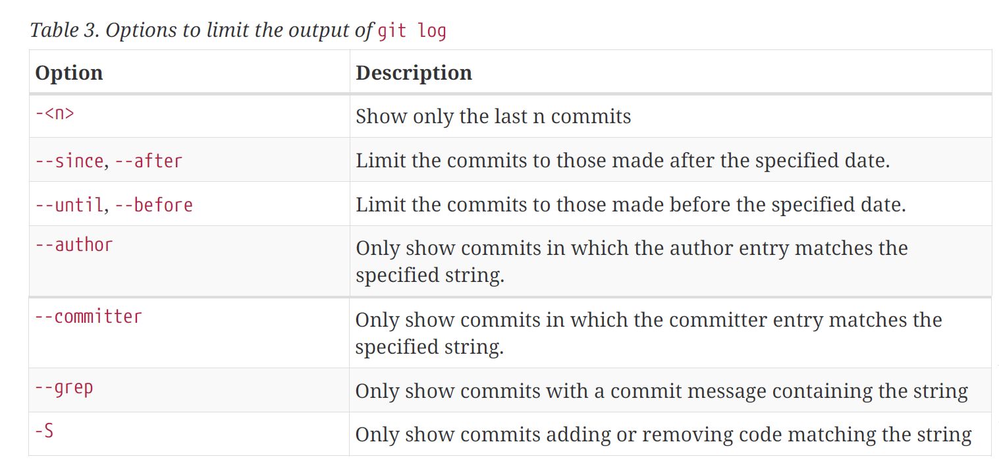 Table 3. Options to limit the output of git log
Option Description
-<n> Show only the last n commits
--since, --after Limit the commits to those made after the specified date.
--until, --before Limit the commits to those made before the specified date.
--author Only show commits in which the author entry matches the
specified string.
--committer Only show commits in which the committer entry matches the
specified string.
--grep Only show commits with a commit message containing the string
-S Only show commits adding or removing code matching the string